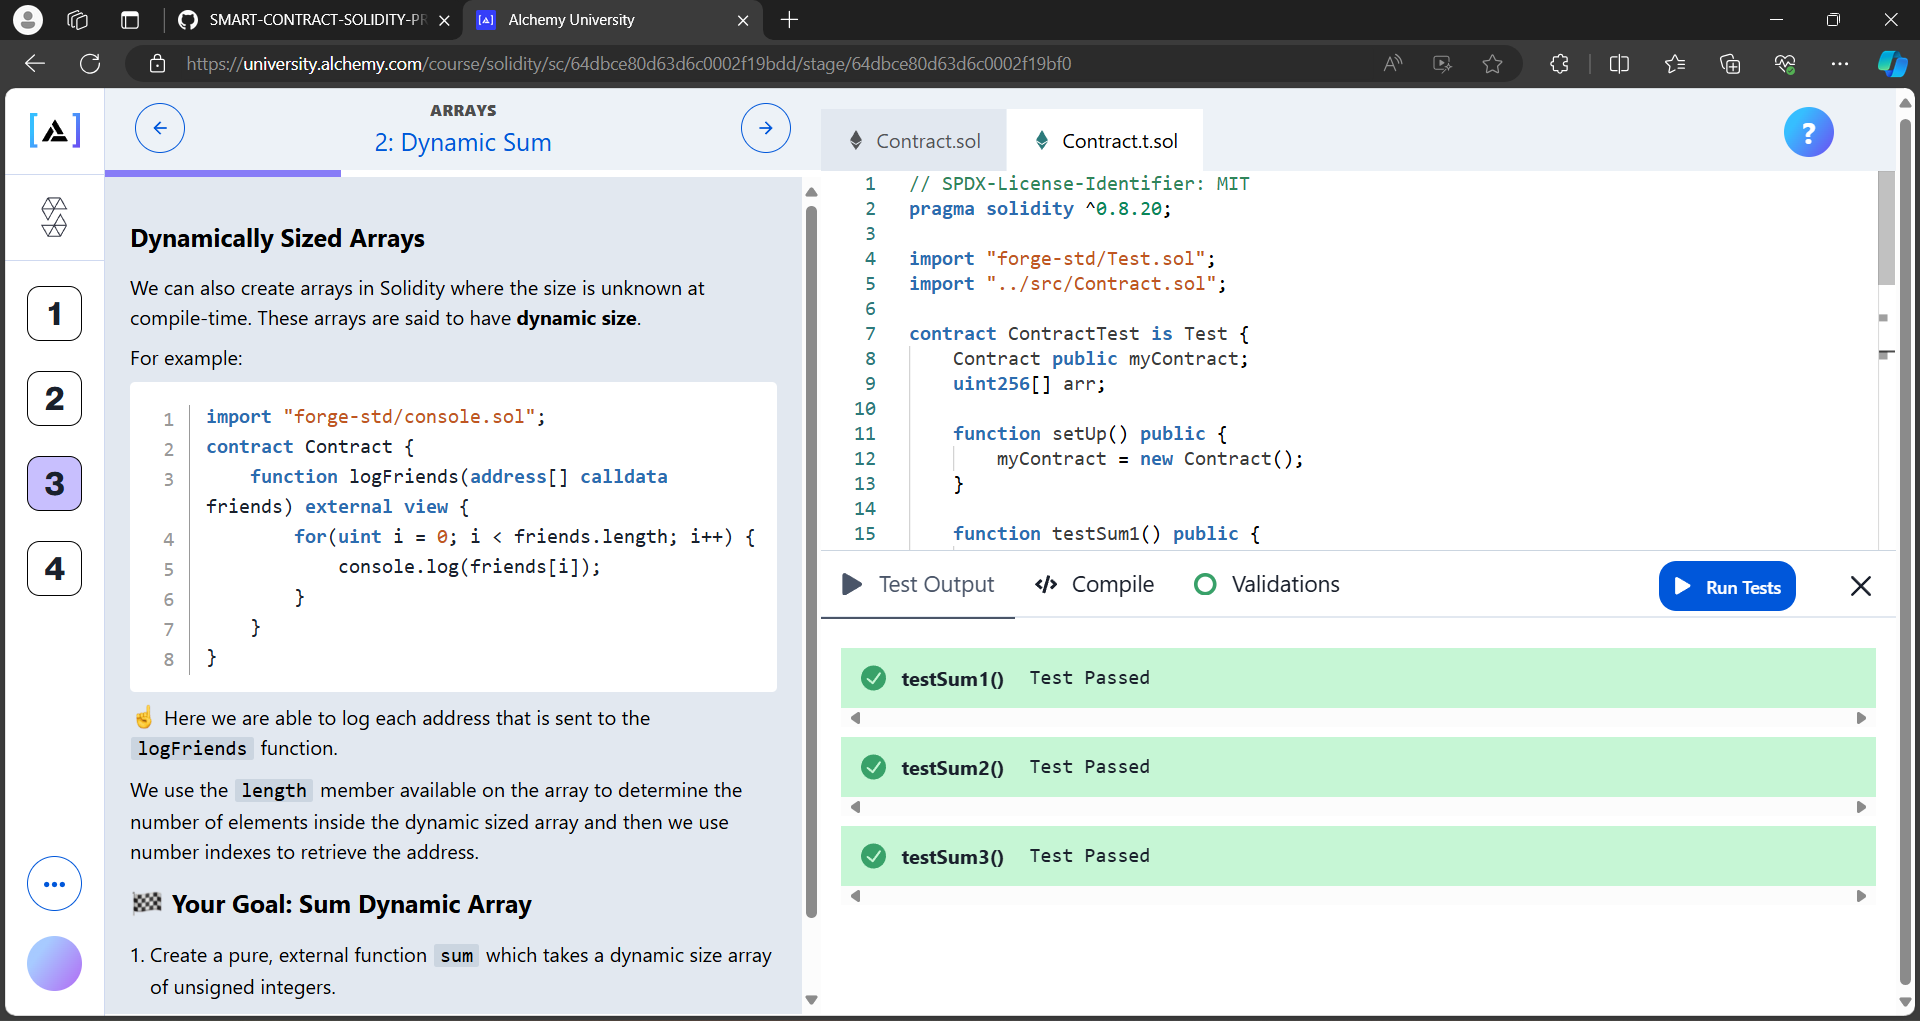 SMART-CONTRACT-SOLIDITY-PR
Alchemy University
https://university.alchemy.com/course/solidity/sc/64dbce80d63d6c0002f19bdd/stage/64dbce80d63d6c0002f19bf0
ARRAYS
2: Dynamic Sum
1
2
3
4
Dynamically Sized Arrays
We can also create arrays in Solidity where the size is unknown at
compile-time. These arrays are said to have dynamic size.
For example:
1 import "forge-std/console.sol";
2 contract Contract {
3 function logFriends(address[] calldata
friends) external view {
4 for(uint i = 0; i < friends.length; i++) {
5 console.log(friends[i]);
6 }
7 }
8 }
☝️ Here we are able to log each address that is sent to the
logFriends function.
We use the length member available on the array to determine the
number of elements inside the dynamic sized array and then we use
number indexes to retrieve the address.
🏁 Your Goal: Sum Dynamic Array
1. Create a pure, external function sum which takes a dynamic size array
of unsigned integers.
Contract.sol
Contract.t.sol
?
1 // SPDX-License-Identifier: MIT
2 pragma solidity ^0.8.20;
3
4 import "forge-std/Test.sol";
5 import "../src/Contract.sol";
6
7 contract ContractTest is Test {
8 Contract public myContract;
9 uint256[] arr;
10
11 function setUp() public {
12 myContract = new Contract();
13 }
14
15 function testSum1() public {
Test Output
Compile
Validations
Run Tests
testSum1() Test Passed
testSum2() Test Passed
testSum3() Test Passed